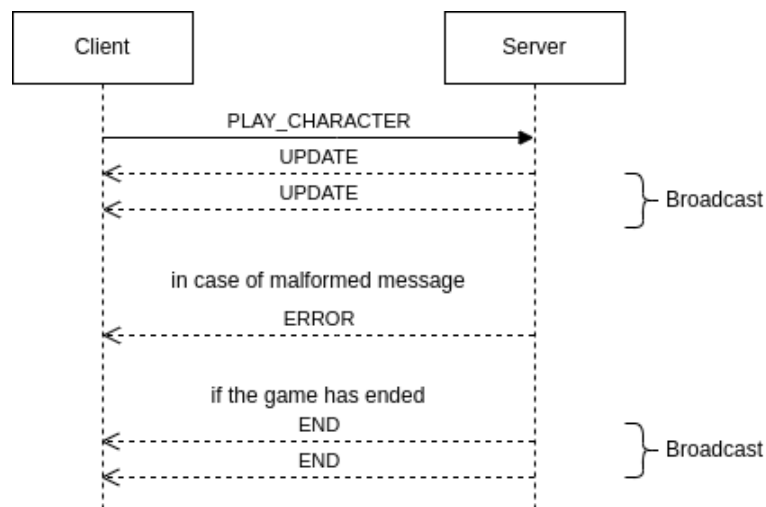 Client
Server
PLAY_CHARACTER
UPDATE
UPDATE
Broadcast
in case of malformed message
ERROR
if the game has ended
END
Broadcast
END